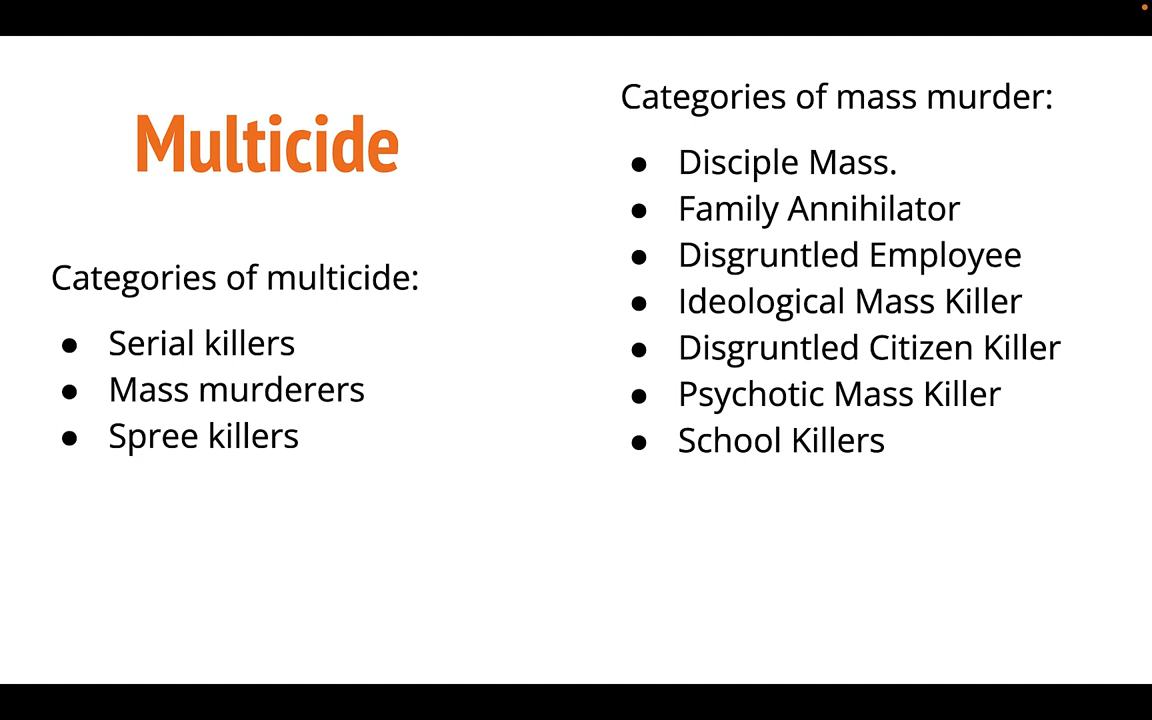 Multicide
Categories of multicide:
● Serial killers
● Mass murderers
● Spree killers
Categories of mass murder:
● Disciple Mass.
● Family Annihilator
● Disgruntled Employee
● Ideological Mass Killer
● Disgruntled Citizen Killer
● Psychotic Mass Killer
● School Killers